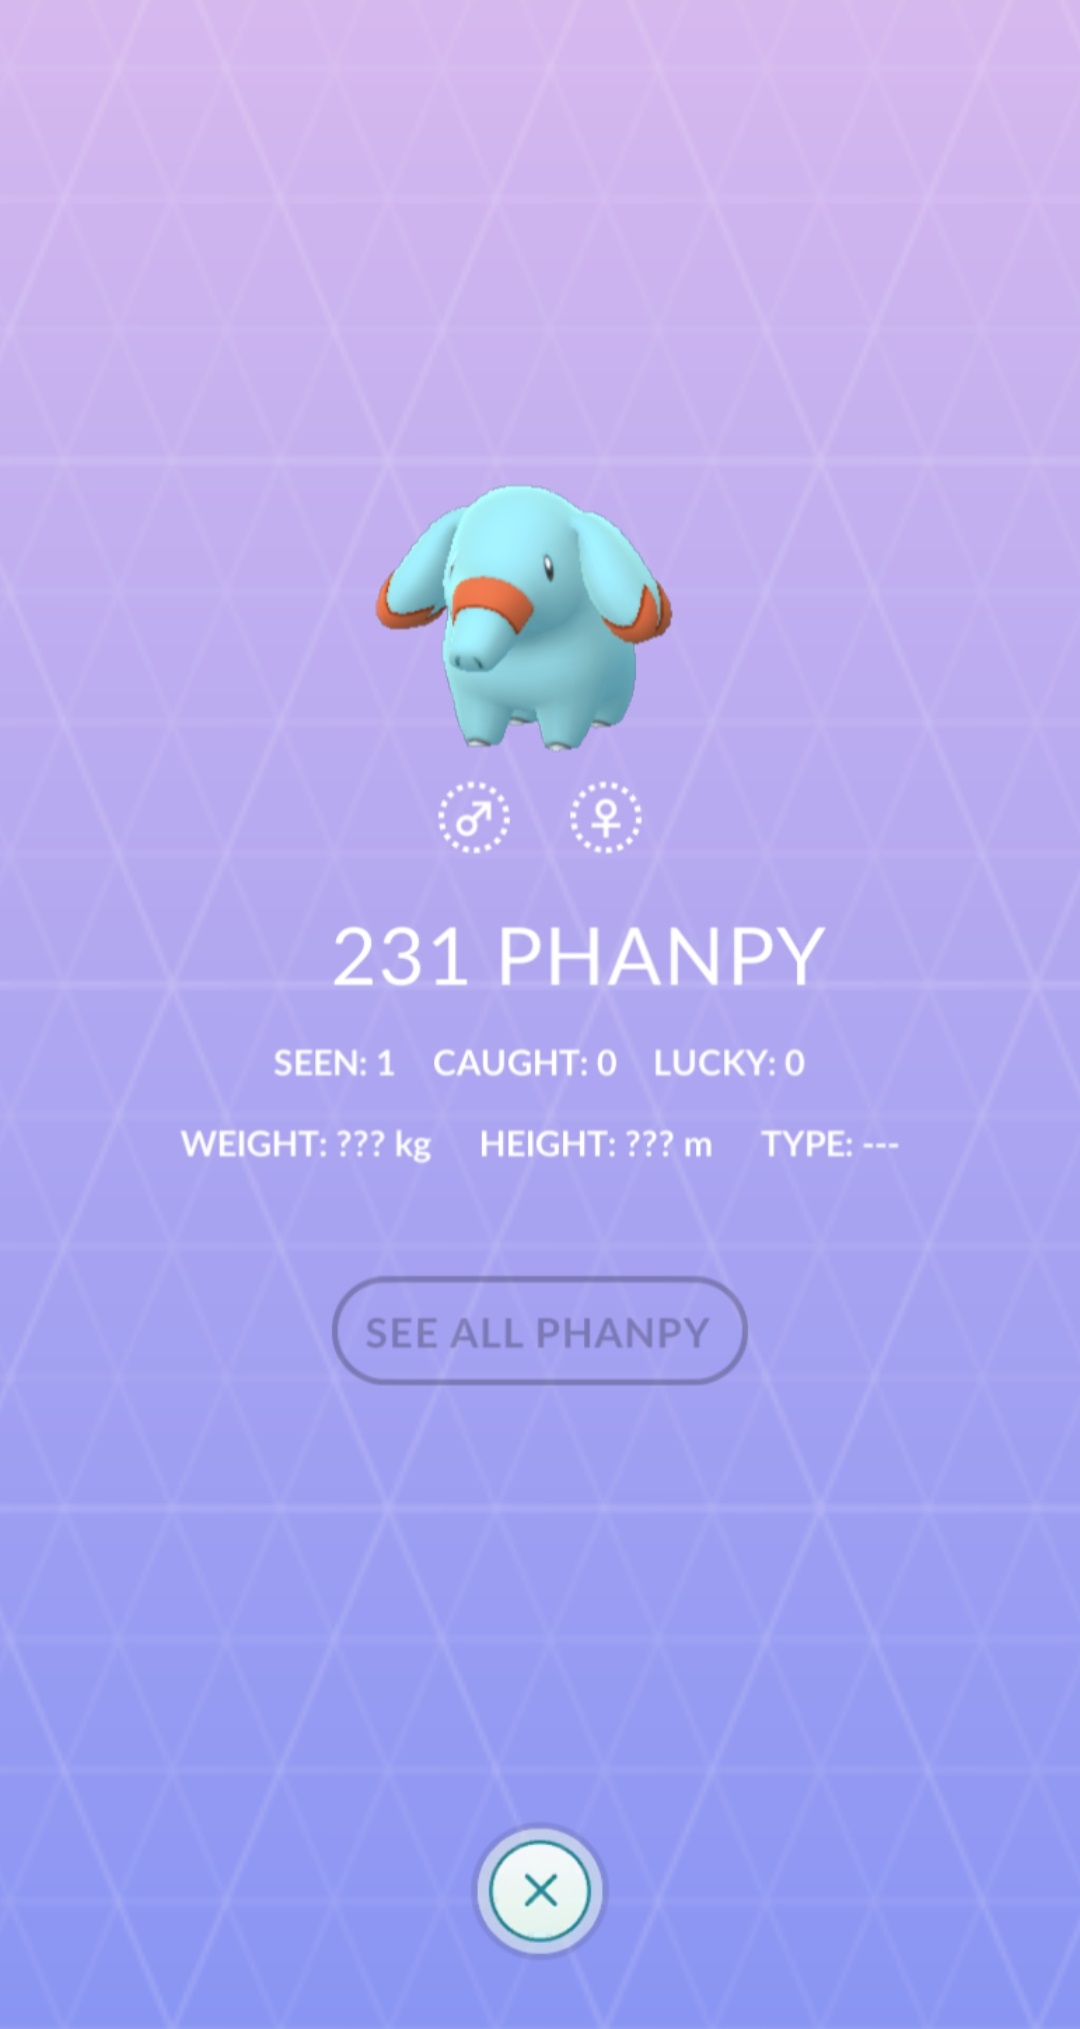 231 PHANPY
SEEN: 1 CAUGHT: 0 LUCKY: 0
WEIGHT: ??? kg HEIGHT: ??? m TYPE: ---
SEE ALL PHANPY